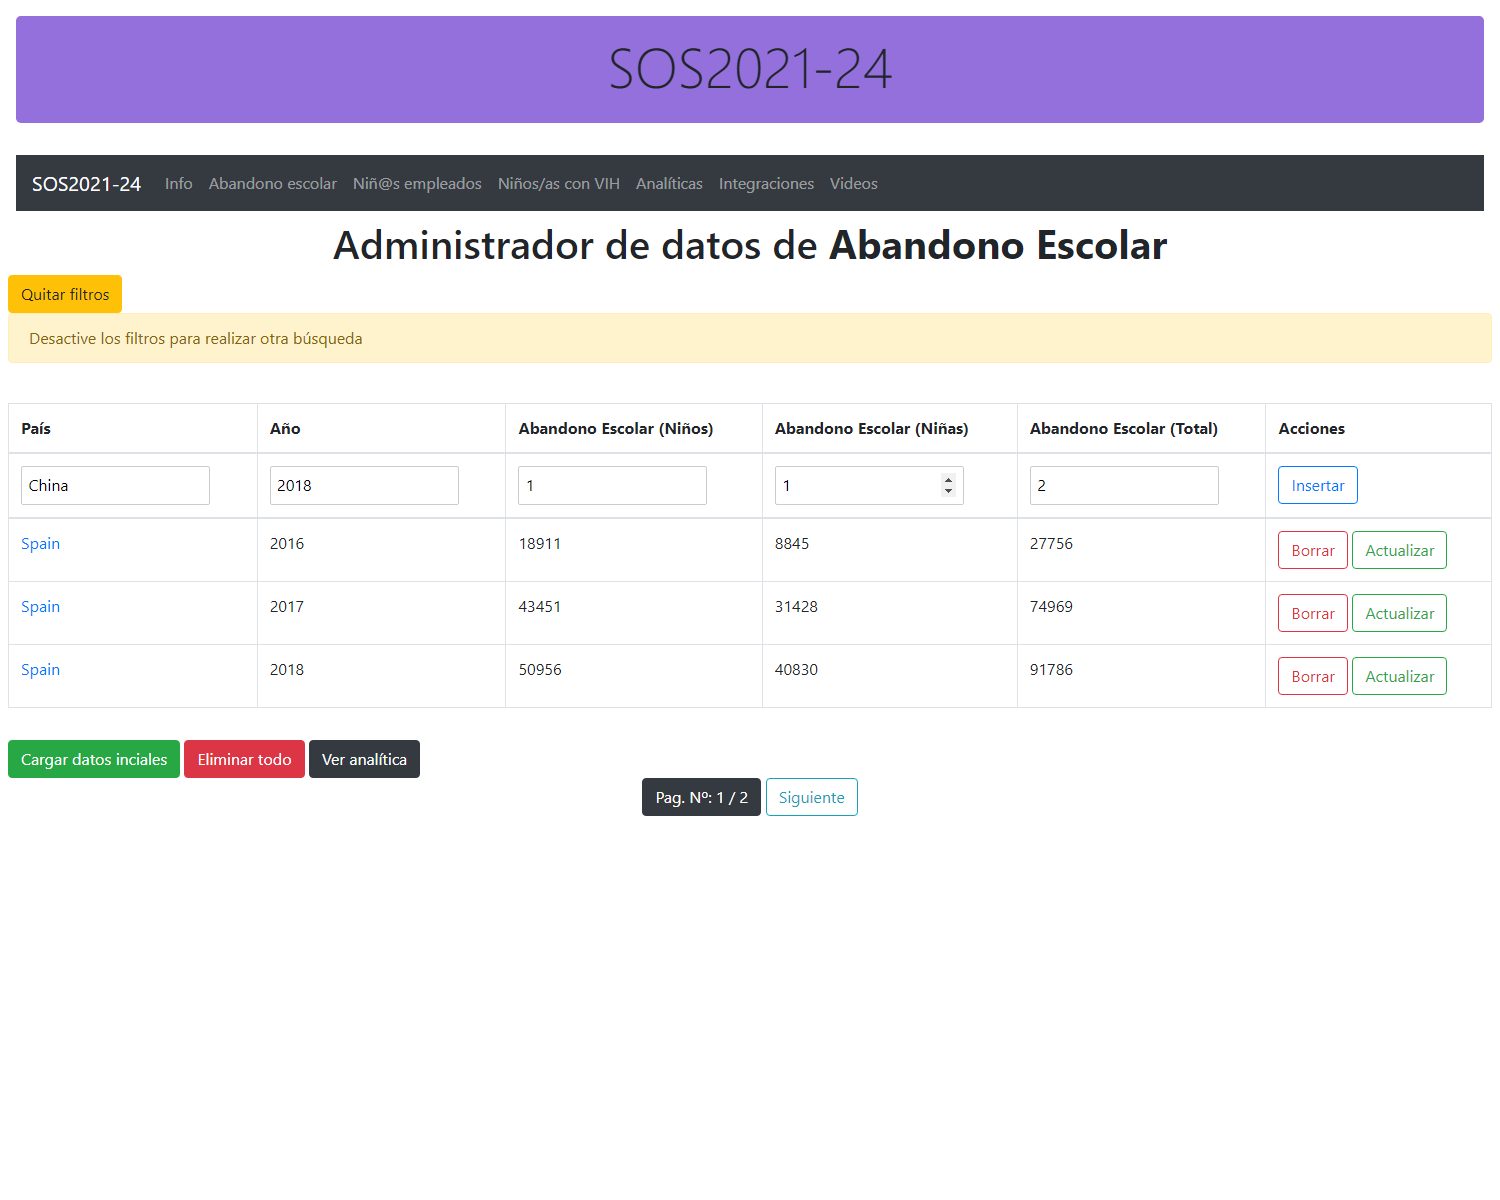 SOS2021-24
SOS2021-24 Info Abandono escolar Niñ@s empleados Niños/as con VIH Analíticas Integraciones Videos
Administrador de datos de Abandono Escolar
Quitar filtros
Desactive los filtros para realizar otra búsqueda
País Año Abandono Escolar (Niños) Abandono Escolar (Niñas) Abandono Escolar (Total) Acciones
China 2018 1 1 2 Insertar
Spain 2016 18911 8845 27756 Borrar Actualizar
Spain 2017 43451 31428 74969 Borrar Actualizar
Spain 2018 50956 40830 91786 Borrar Actualizar
Cargar datos inciales Eliminar todo Ver analítica
Pag. Nº: 1 / 2 Siguiente